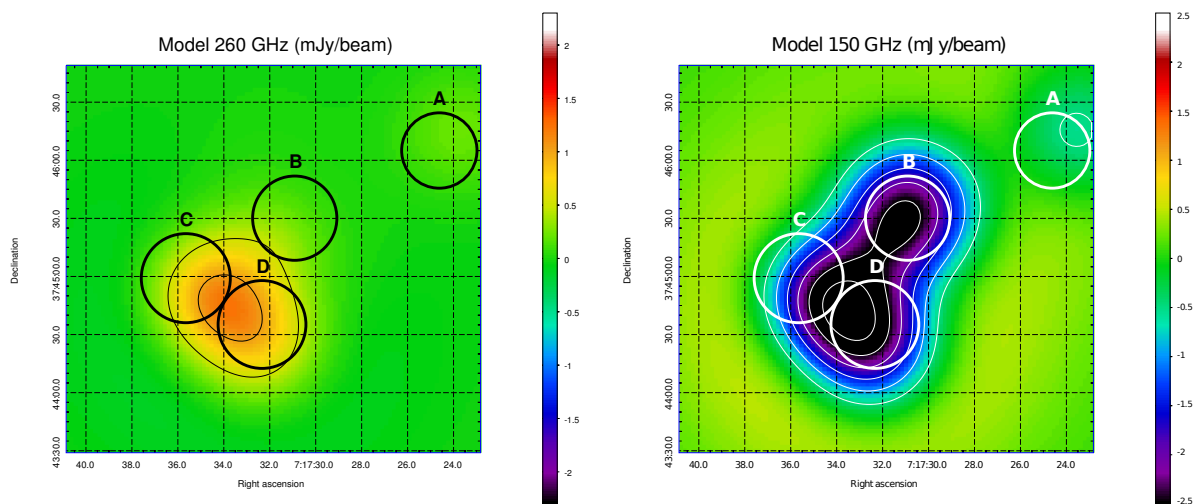 Model 260 GHz (mJy/beam)
Declination
30.0
46:00.0
30.0
37:45:00.0
30.0
44:00.0
43:30.0
A
B
C
D
40.0 38.0 36.0 34.0 32.0 7:17:30.0 28.0 26.0 24.0
Right ascension
2
1.5
1
0.5
0
-0.5
-1
-1.5
-2
Model 150 GHz (mJy/beam)
Declination
30.0
46:00.0
30.0
37:45:00.0
30.0
44:00.0
43:30.0
A
B
C
D
40.0 38.0 36.0 34.0 32.0 7:17:30.0 28.0 26.0 24.0
Right ascension
2.5
2
1.5
1
0.5
0
-0.5
-1
-1.5
-2
-2.5